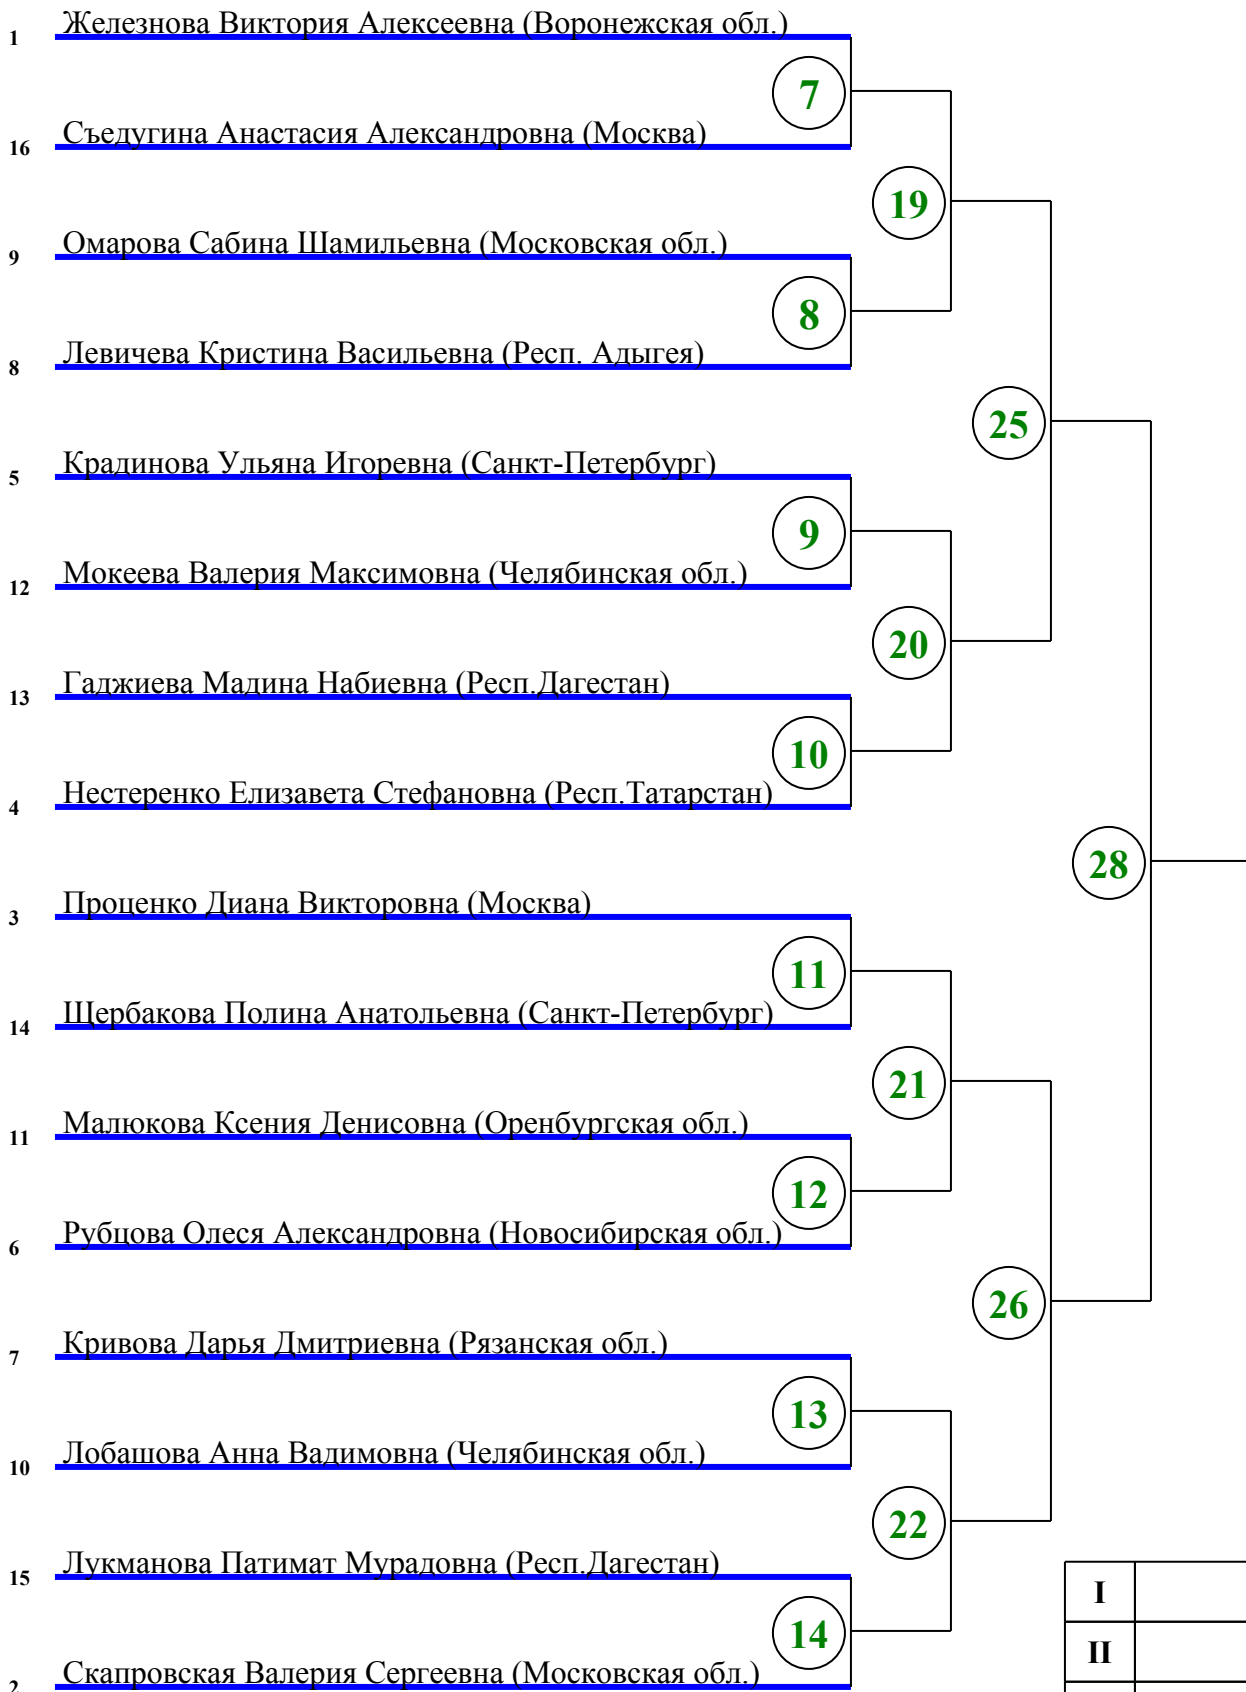 1 Железнова Виктория Алексеевна (Воронежская обл.)
7
16 Съедугина Анастасия Александровна (Москва)
19
9 Омарова Сабина Шамильевна (Московская обл.)
8
8 Левичева Кристина Васильевна (Респ. Адыгея)
25
5 Крадинова Ульяна Игоревна (Санкт-Петербург)
9
12 Мокеева Валерия Максимовна (Челябинская обл.)
20
13 Гаджиева Мадина Набиевна (Респ.Дагестан)
10
4 Нестеренко Елизавета Стефановна (Респ.Татарстан)
28
3 Проценко Диана Викторовна (Москва)
11
14 Щербакова Полина Анатольевна (Санкт-Петербург)
21
11 Малюкова Ксения Денисовна (Оренбургская обл.)
12
6 Рубцова Олеся Александровна (Новосибирская обл.)
26
7 Кривова Дарья Дмитриевна (Рязанская обл.)
13
10 Лобашова Анна Вадимовна (Челябинская обл.)
22
15 Лукманова Патимат Мурадовна (Респ.Дагестан)
I
14
II
2 Скапровская Валерия Сергеевна (Московская обл.)